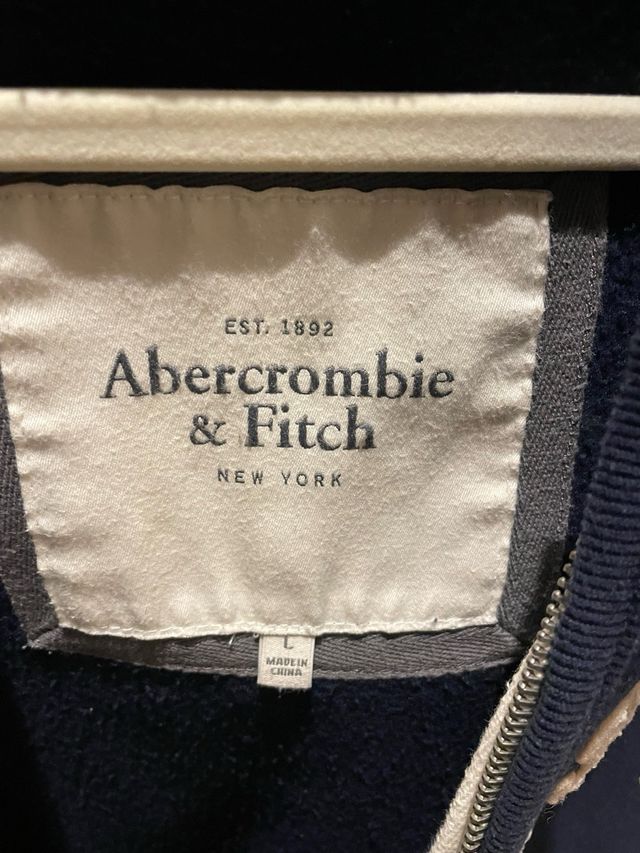 EST. 1892
Abercrombie
& Fitch
NEW YORK
L
MADE IN
CHINA